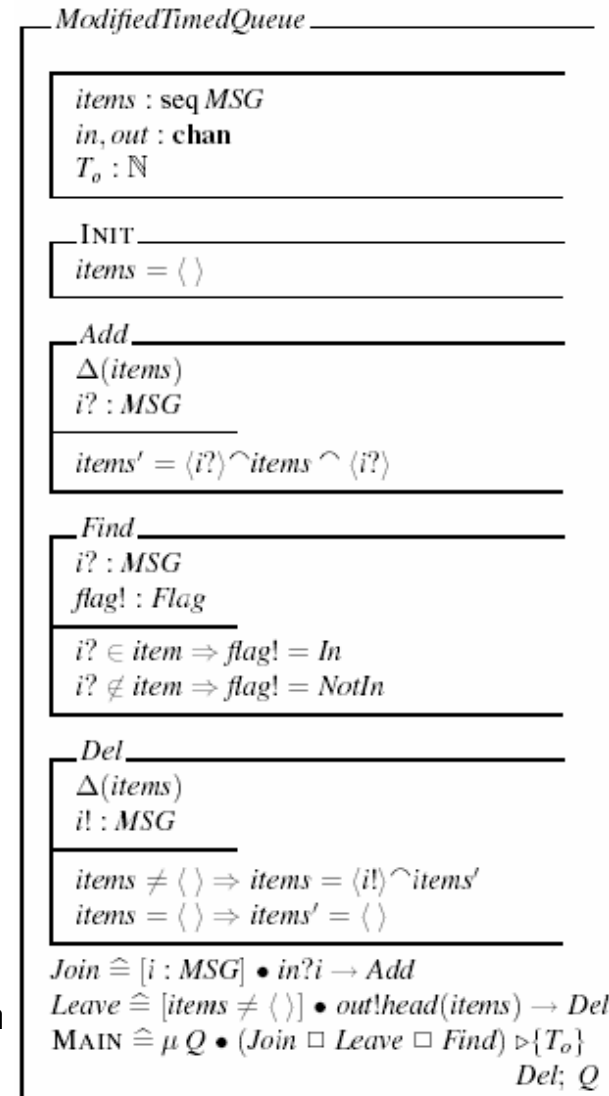 ModifiedTimedQueue
items : seq MSG
in, out : chan
Tₒ : ℕ
INIT
items = ⟨ ⟩
Add
Δ(items)
i? : MSG
items′ = ⟨i?⟩⌢items ⌢ ⟨i?⟩
Find
i? : MSG
flag! : Flag
i? ∈ item ⇒ flag! = In
i? ∉ item ⇒ flag! = NotIn
Del
Δ(items)
i! : MSG
items ≠ ⟨ ⟩ ⇒ items = ⟨i!⟩⌢items′
items = ⟨ ⟩ ⇒ items′ = ⟨ ⟩
Join ≙ [i : MSG] • in?i → Add
Leave ≙ [items ≠ ⟨ ⟩] • out!head(items) → Del
MAIN ≙ μ Q • (Join □ Leave □ Find) ▷{Tₒ}
Del; Q